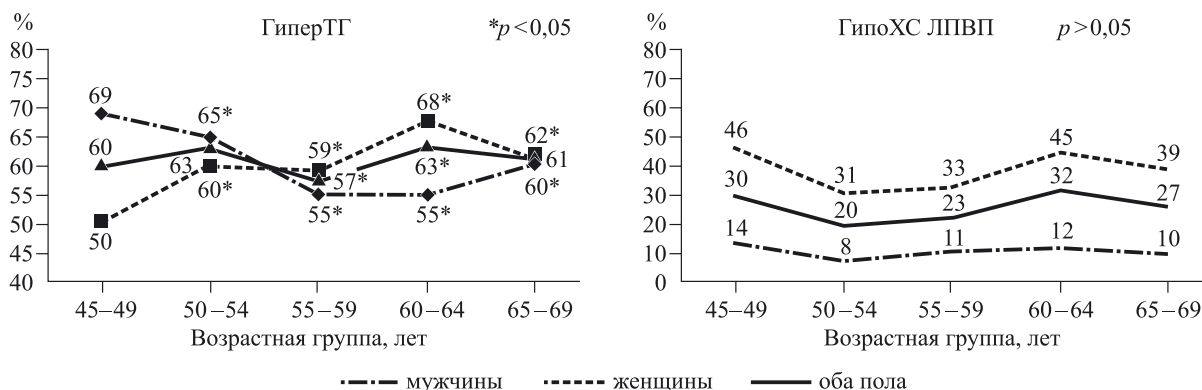 %
ГиперТГ
*p<0,05
80
75
70
65
60
55
50
45
40
69
65*
68*
62*
60
63
59*
63*
61
50
60*
57*
55*
55*
60*
45–49 50–54 55–59 60–64 65–69
Возрастная группа, лет
%
ГипоХС ЛПВП
p>0,05
80
70
60
50
40
30
20
10
0
46 31 33 45 39
30 20 23 32 27
14 8 11 12 10
45–49 50–54 55–59 60–64 65–69
Возрастная группа, лет
мужчины женщины оба пола